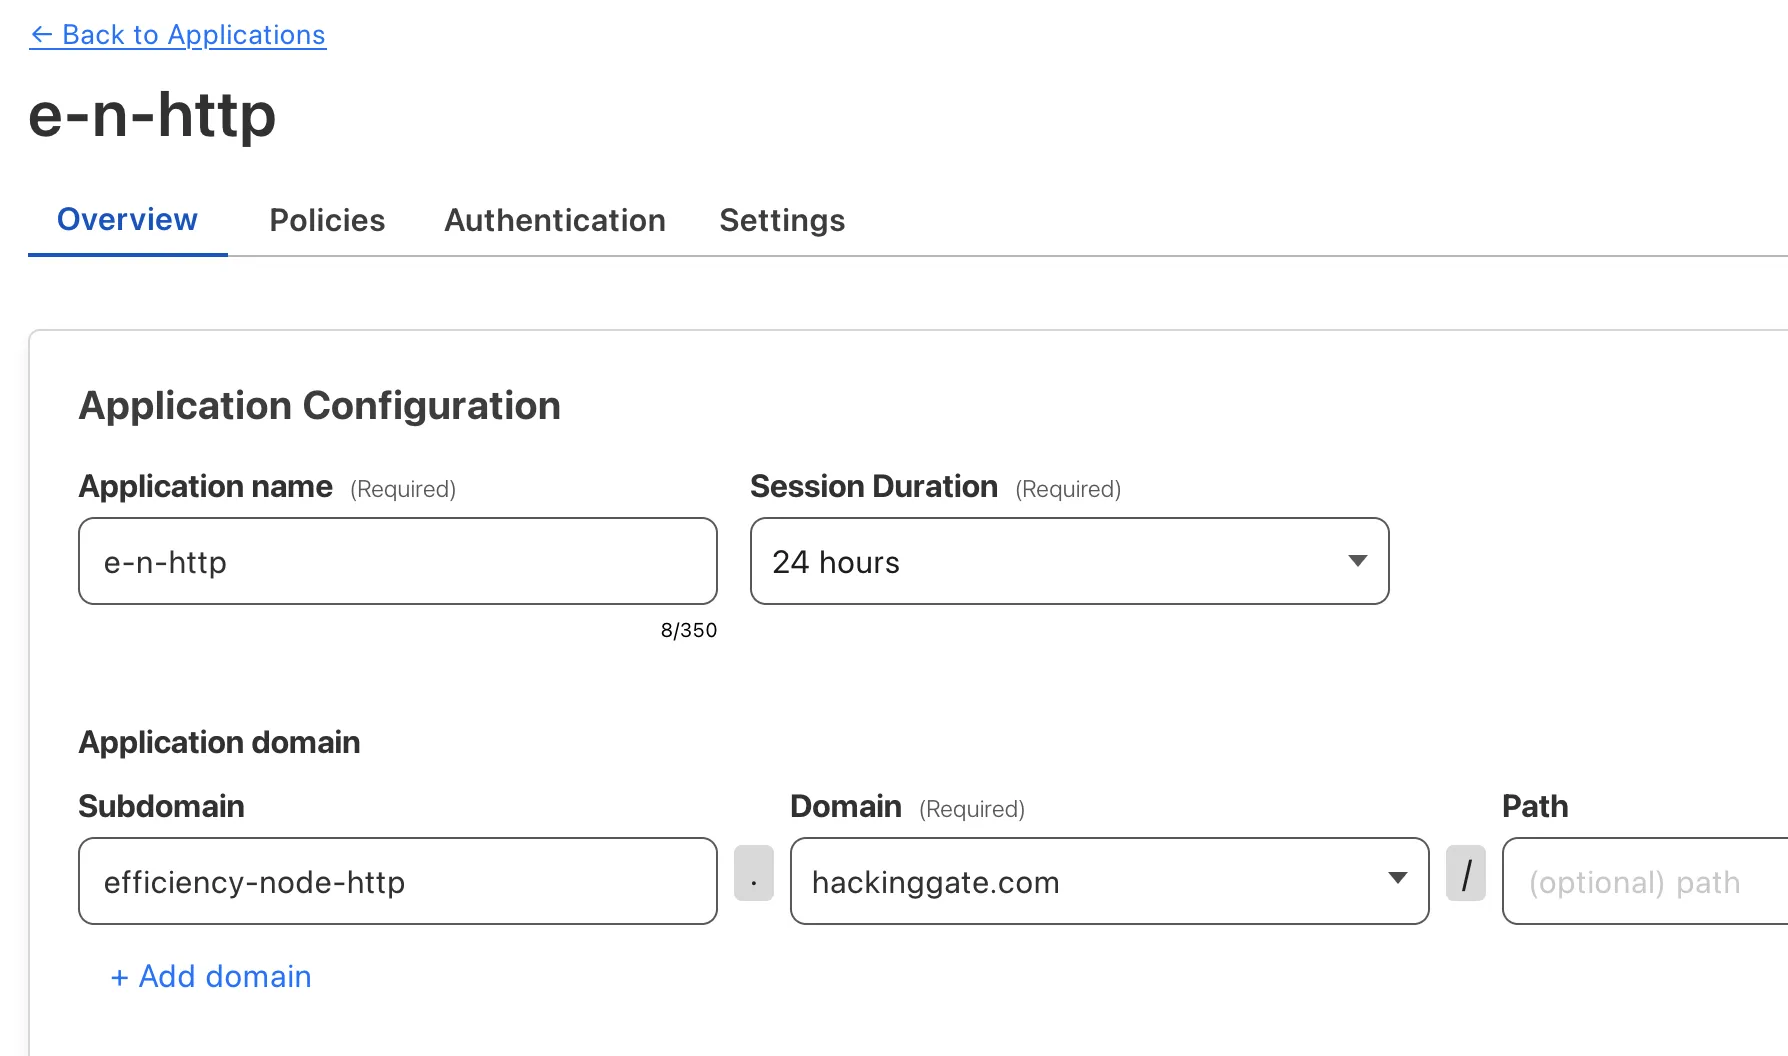 ← Back to Applications
e-n-http
Overview Policies Authentication Settings
Application Configuration
Application name (Required) Session Duration (Required)
e-n-http 24 hours
8/350
Application domain
Subdomain Domain (Required) Path
efficiency-node-http . hackinggate.com / (optional) path
+ Add domain